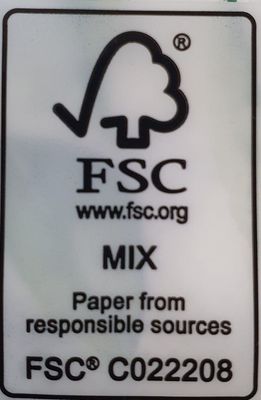 ®
FSC
www.fsc.org
MIX
Paper from
responsible sources
FSC® C022208